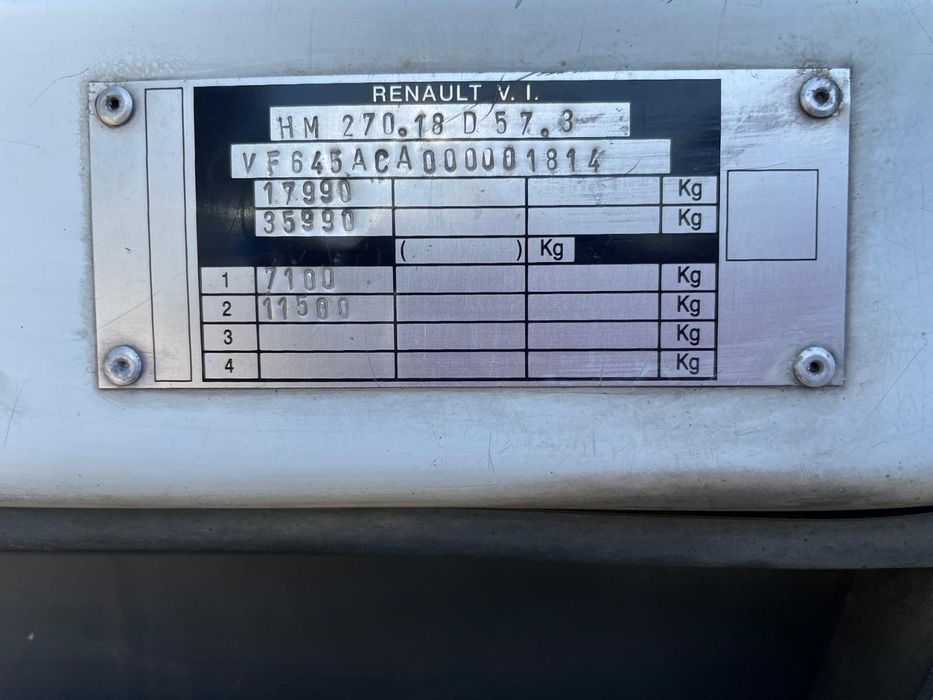 RENAULT V. I.
HM 270.18 D 57.3
VF645ACA000001814
17990 Kg
35990 Kg
( ) Kg
1 7100 Kg
2 11500 Kg
3 Kg
4 Kg